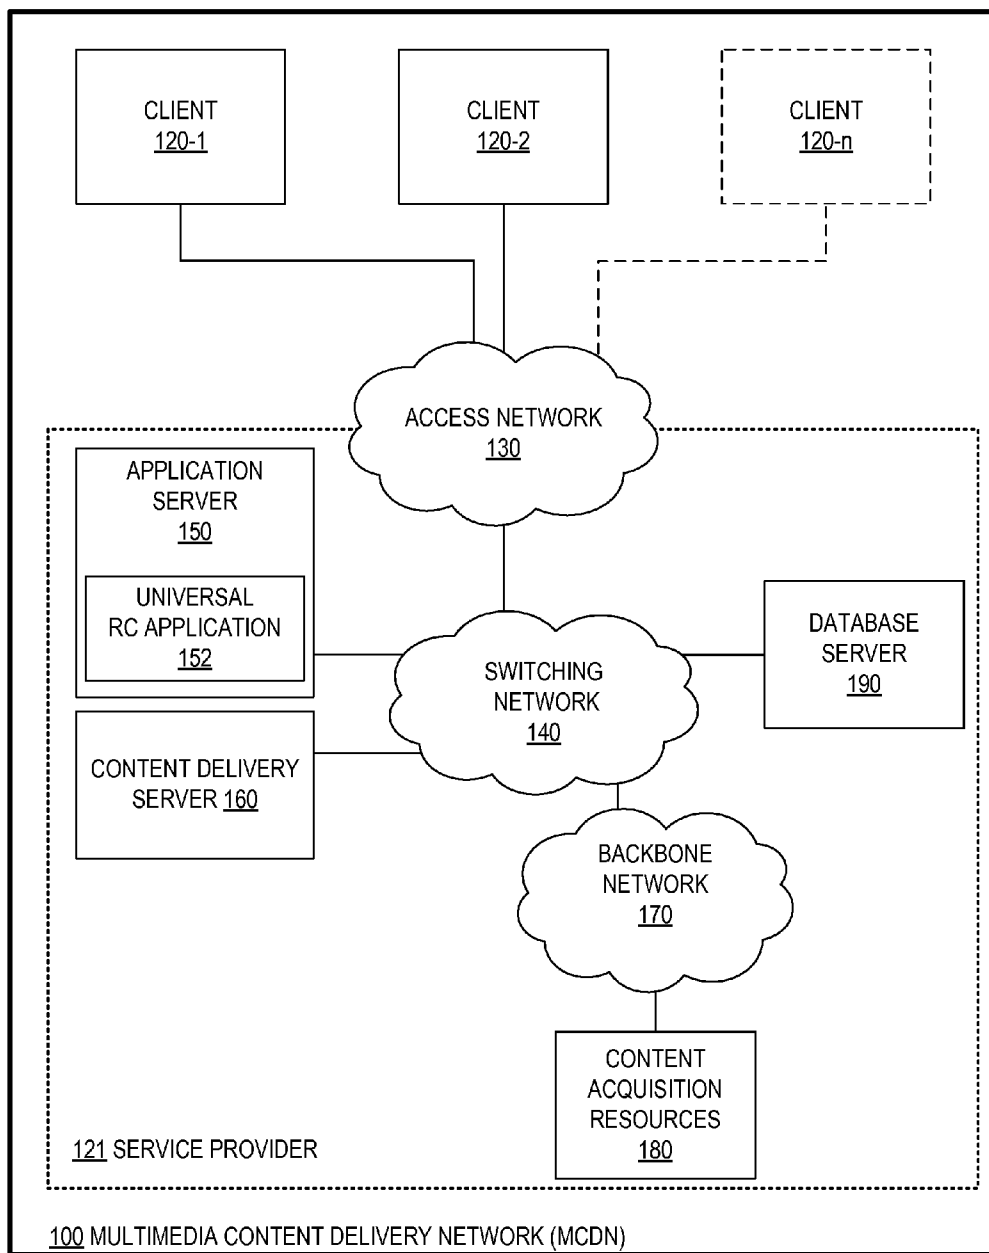 CLIENT
120-1
CLIENT
120-2
CLIENT
120-n
ACCESS NETWORK
130
APPLICATION
SERVER
150
UNIVERSAL
RC APPLICATION
152
SWITCHING
NETWORK
140
DATABASE
SERVER
190
CONTENT DELIVERY
SERVER 160
BACKBONE
NETWORK
170
CONTENT
ACQUISITION
RESOURCES
180
121 SERVICE PROVIDER
100 MULTIMEDIA CONTENT DELIVERY NETWORK (MCDN)